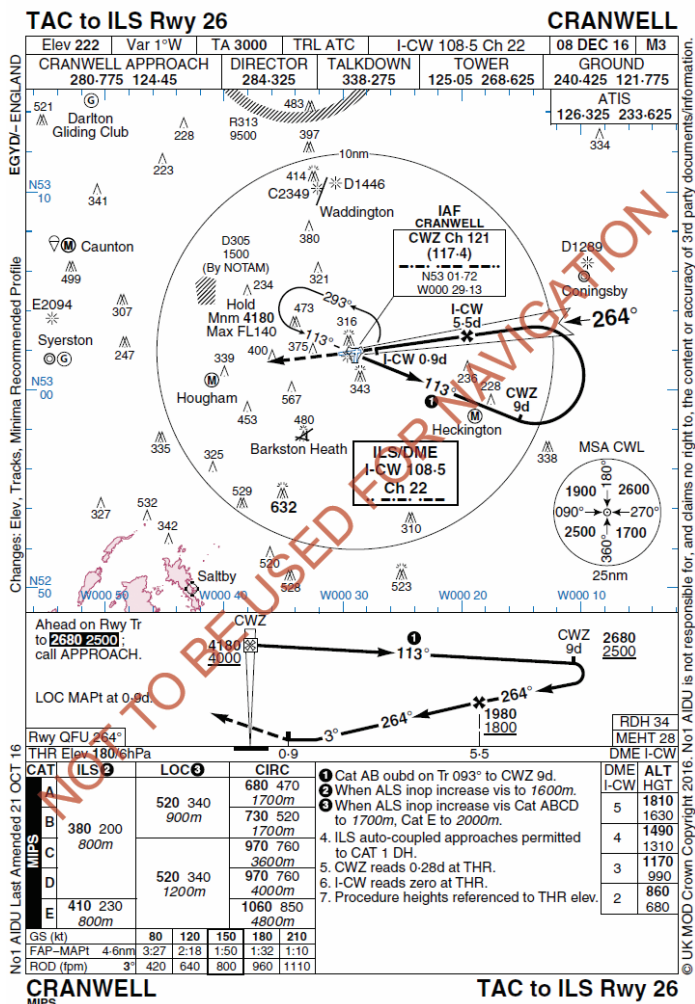 TAC to ILS Rwy 26 CRANWELL
Elev 222 Var 1°W TA 3000 TRL ATC I-CW 108·5 Ch 22 08 DEC 16 M3
CRANWELL APPROACH DIRECTOR TALKDOWN TOWER GROUND
280·775 124·45 284·325 338·275 125·05 268·625 240·425 121·775
ATIS
126·325 233·625
EGYD/– ENGLAND
Changes: Elev, Tracks, Minima Recommended Profile
No1 AIDU Last Amended 21 OCT 16
521
G
Darlton
Gliding Club
228
223
R313
9500
483
397
334
10nm
N53
10
341
414
C2349
D1446
Waddington
380
IAF
CRANWELL
CWZ Ch 121
(117·4)
N53 01·72
W000 29·13
D1289
Coningsby
M Caunton
499
D305
1500
(By NOTAM)
321
234
Hold
Mnm 4180
Max FL140
293°
113°
473
316
I-CW
5·5d
264°
E2094
Syerston
G
307
247
400
375
I-CW 0·9d
339
343
236
228
113°
1
CWZ
9d
N53
00
M
Hougham
567
453
M
Heckington
480
Barkston Heath
335
325
338
ILS/DME
I-CW 108·5
Ch 22
MSA CWL
180°
1900 2600
090° 270°
2500 1700
360°
25nm
529
632
327
532
342
310
520
528
523
Saltby
N52
50
W000 50 W000 40 W000 30 W000 20 W000 10
Ahead on Rwy Tr
to 2680 2500 ;
call APPROACH.
LOC MAPt at 0·9d.
CWZ
4180
4000
1
113°
CWZ
9d
2680
2500
264°
264°
1980
1800
3°
RDH 34
MEHT 28
Rwy QFU 264°
THR Elev 180/6hPa 0·9 5·5 DME I-CW
CAT ILS 2 LOC 3 CIRC
MIPS
A 680 470
1700m
520 340
900m
B 730 520
1700m
380 200
800m
C 970 760
3600m
D 970 760
4000m
520 340
1200m
E 410 230
800m
1060 850
4800m
GS (kt) 80 120 150 180 210
FAP–MAPt 4·6nm 3:27 2:18 1:50 1:32 1:10
ROD (fpm) 3° 420 640 800 960 1110
1 Cat AB oubd on Tr 093° to CWZ 9d.
2 When ALS inop increase vis to 1600m.
3 When ALS inop increase vis Cat ABCD
to 1700m, Cat E to 2000m.
4. ILS auto-coupled approaches permitted
to CAT 1 DH.
5. CWZ reads 0·28d at THR.
6. I-CW reads zero at THR.
7. Procedure heights referenced to THR elev.
DME ALT
I-CW HGT
5 1810
1630
4 1490
1310
3 1170
990
2 860
680
© UK MOD Crown Copyright 2016. No1 AIDU is not responsible for, and damns no right to, the content or accuracy of 3rd party documents/information.
NOT TO BE USED FOR NAVIGATION
CRANWELL TAC to ILS Rwy 26
MIPS